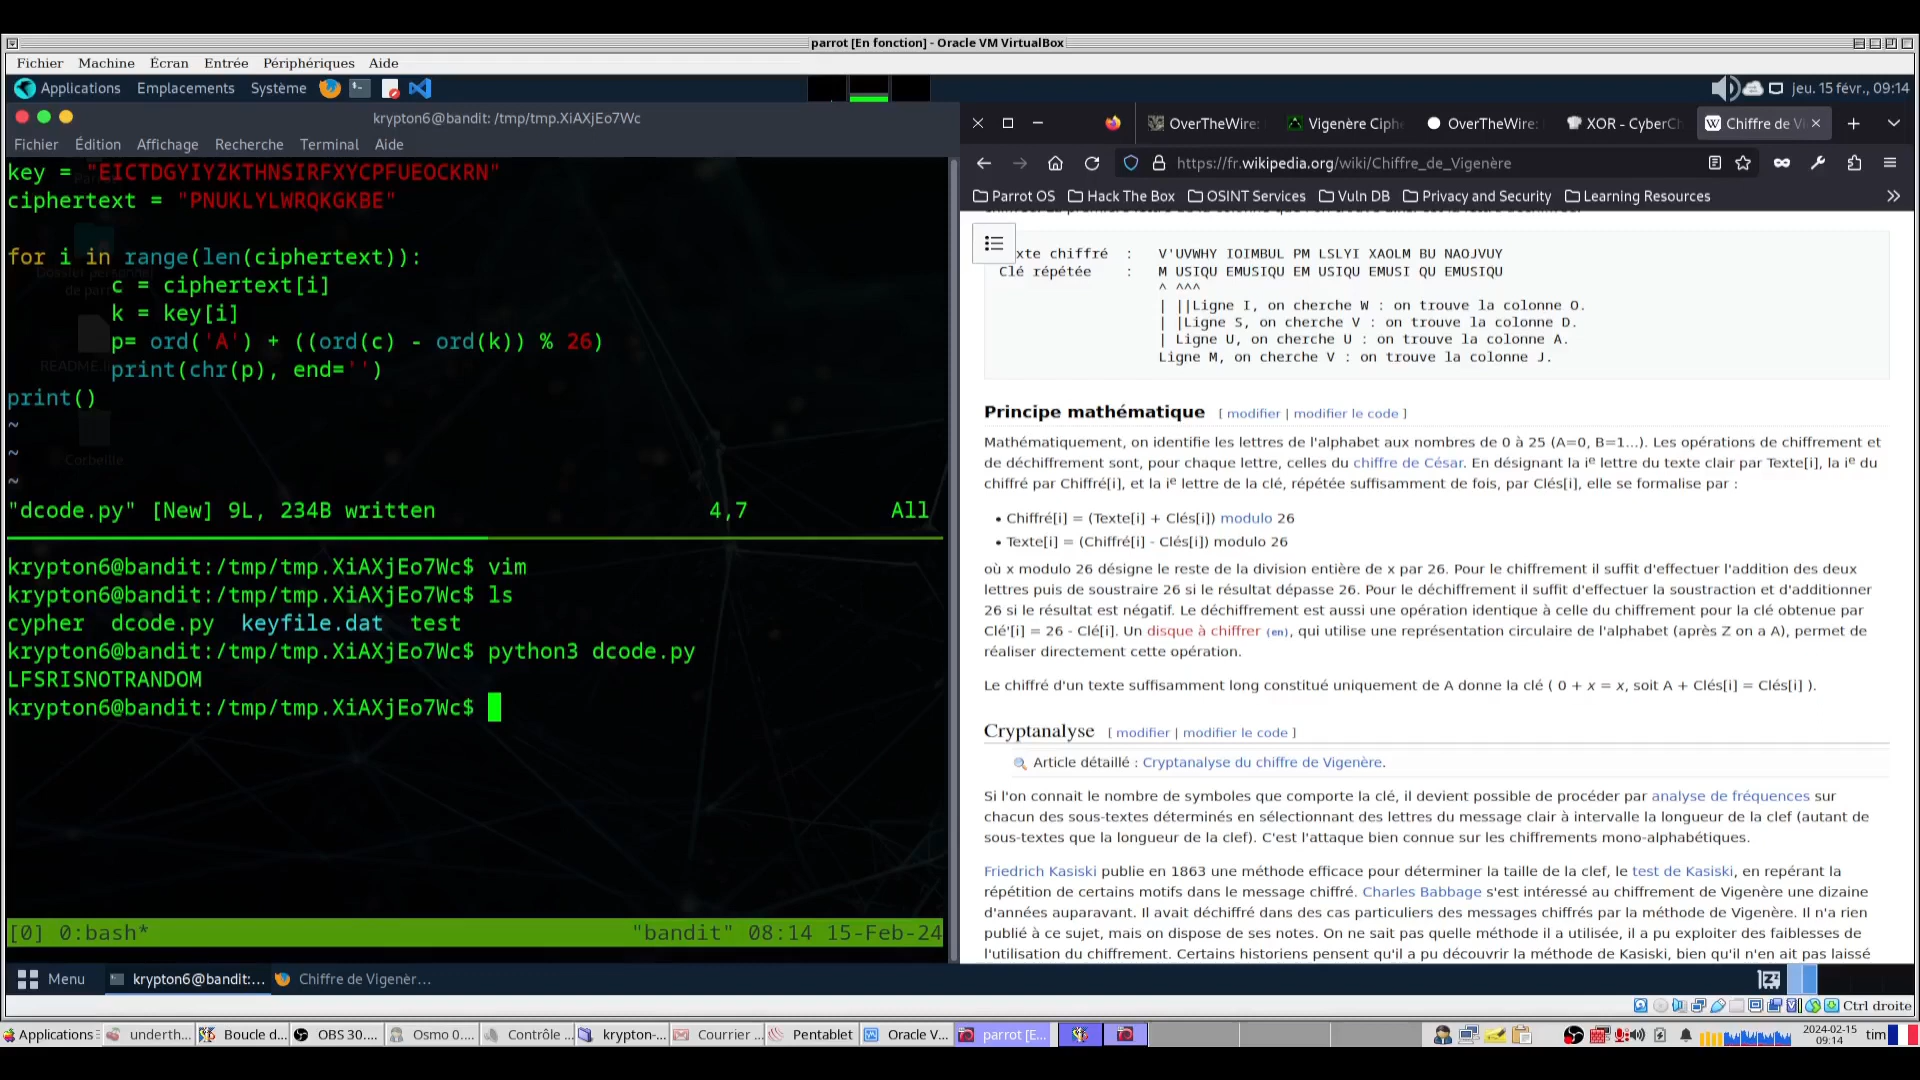 parrot [En fonction] - Oracle VM VirtualBox
Fichier Machine Écran Entrée Périphériques Aide
Applications Emplacements Système
jeu. 15 févr., 09:14
krypton6@bandit: /tmp/tmp.XiAXjEo7Wc
Fichier Édition Affichage Recherche Terminal Aide
key = "EICTDGYIYZKTHNSIRFXYCPFUEOCKRN"
ciphertext = "PNUKLYLWRQKGKBE"
for i in range(len(ciphertext)):
c = ciphertext[i]
k = key[i]
p= ord('A') + ((ord(c) - ord(k)) % 26)
print(chr(p), end='')
print()
~
~
~
Corbeille
"dcode.py" [New] 9L, 234B written 4,7 All
krypton6@bandit:/tmp/tmp.XiAXjEo7Wc$ vim
krypton6@bandit:/tmp/tmp.XiAXjEo7Wc$ ls
cypher dcode.py keyfile.dat test
krypton6@bandit:/tmp/tmp.XiAXjEo7Wc$ python3 dcode.py
LFSRISNOTRANDOM
krypton6@bandit:/tmp/tmp.XiAXjEo7Wc$
[0] 0:bash* "bandit" 08:14 15-Feb-24
OverTheWire: Vigenère Ciph OverTheWire: XOR - CyberCh Chiffre de Vi
https://fr.wikipedia.org/wiki/Chiffre_de_Vigenère
Parrot OS Hack The Box OSINT Services Vuln DB Privacy and Security Learning Resources
xte chiffré : V'UVWHY IOIMBUL PM LSLYI XAOLM BU NAOJVUY
Clé répétée : M USIQU EMUSIQU EM USIQU EMUSI QU EMUSIQU
^ ^^^
| ||Ligne I, on cherche W : on trouve la colonne O.
| |Ligne S, on cherche V : on trouve la colonne D.
| Ligne U, on cherche U : on trouve la colonne A.
Ligne M, on cherche V : on trouve la colonne J.
Principe mathématique [ modifier | modifier le code ]
Mathématiquement, on identifie les lettres de l'alphabet aux nombres de 0 à 25 (A=0, B=1...). Les opérations de chiffrement et
de déchiffrement sont, pour chaque lettre, celles du chiffre de César. En désignant la ie lettre du texte clair par Texte[i], la ie du
chiffré par Chiffré[i], et la ie lettre de la clé, répétée suffisamment de fois, par Clés[i], elle se formalise par :
• Chiffré[i] = (Texte[i] + Clés[i]) modulo 26
• Texte[i] = (Chiffré[i] - Clés[i]) modulo 26
où x modulo 26 désigne le reste de la division entière de x par 26. Pour le chiffrement il suffit d'effectuer l'addition des deux
lettres puis de soustraire 26 si le résultat dépasse 26. Pour le déchiffrement il suffit d'effectuer la soustraction et d'additionner
26 si le résultat est négatif. Le déchiffrement est aussi une opération identique à celle du chiffrement pour la clé obtenue par
Clé'[i] = 26 - Clé[i]. Un disque à chiffrer (en), qui utilise une représentation circulaire de l'alphabet (après Z on a A), permet de
réaliser directement cette opération.
Le chiffré d'un texte suffisamment long constitué uniquement de A donne la clé ( 0 + x = x, soit A + Clés[i] = Clés[i] ).
Cryptanalyse [ modifier | modifier le code ]
Article détaillé : Cryptanalyse du chiffre de Vigenère.
Si l'on connait le nombre de symboles que comporte la clé, il devient possible de procéder par analyse de fréquences sur
chacun des sous-textes déterminés en sélectionnant des lettres du message clair à intervalle la longueur de la clef (autant de
sous-textes que la longueur de la clef). C'est l'attaque bien connue sur les chiffrements mono-alphabétiques.
Friedrich Kasiski publie en 1863 une méthode efficace pour déterminer la taille de la clef, le test de Kasiski, en repérant la
répétition de certains motifs dans le message chiffré. Charles Babbage s'est intéressé au chiffrement de Vigenère une dizaine
d'années auparavant. Il avait déchiffré dans des cas particuliers des messages chiffrés par la méthode de Vigenère. Il n'a rien
publié à ce sujet, mais on dispose de ses notes. On ne sait pas quelle méthode il a utilisée, il a pu exploiter des faiblesses de
l'utilisation du chiffrement. Certains historiens pensent qu'il a pu découvrir la méthode de Kasiski, bien qu'il n'en ait pas laissé
Menu krypton6@bandit:... Chiffre de Vigenèr...
Ctrl droite
Applications underth... Boucle d... OBS 30.... Osmo 0.... Contrôle ... krypton-... Courrier ... Pentablet Oracle V... parrot [E...
2024-02-15
09:14
tim